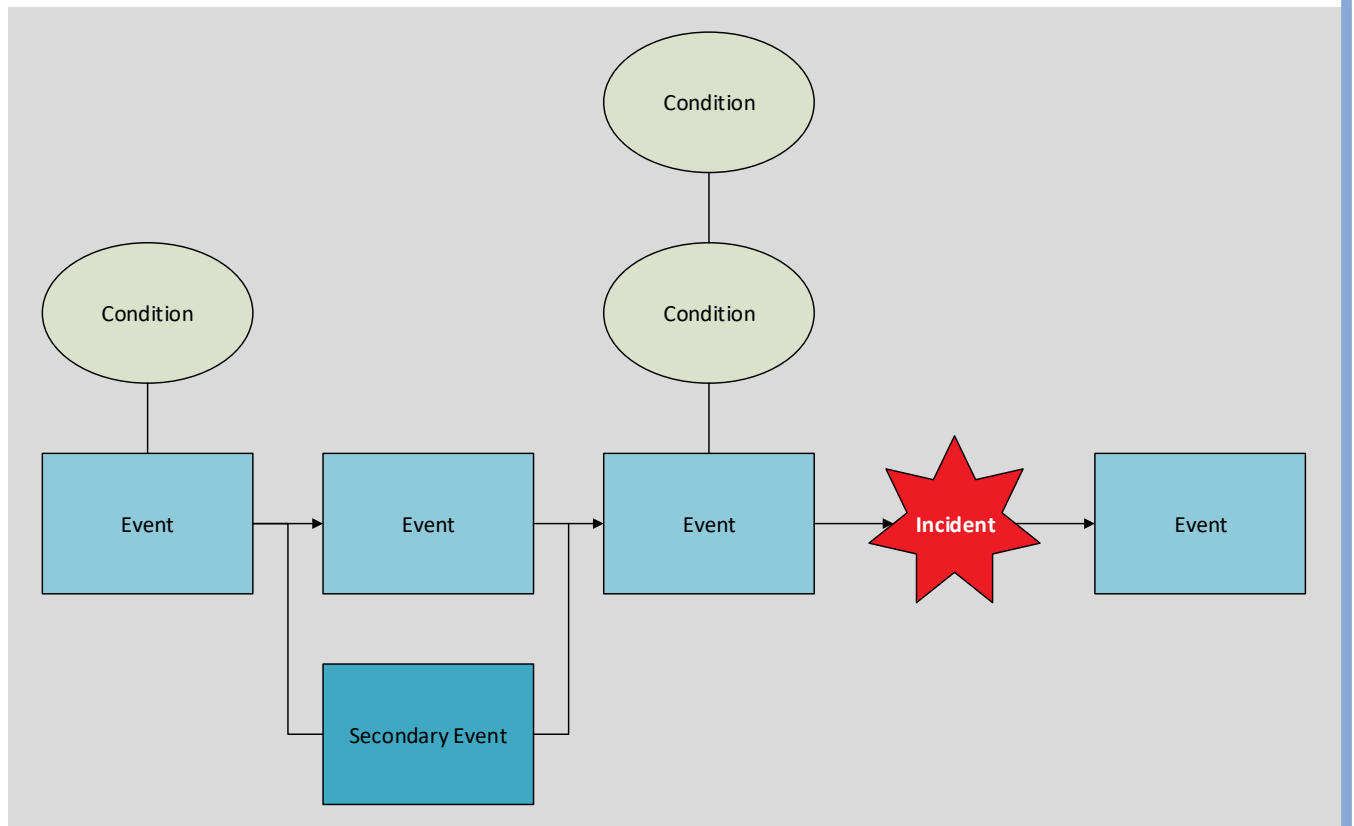 Condition
Condition
Condition
Event
Event
Event
Incident
Event
Secondary Event